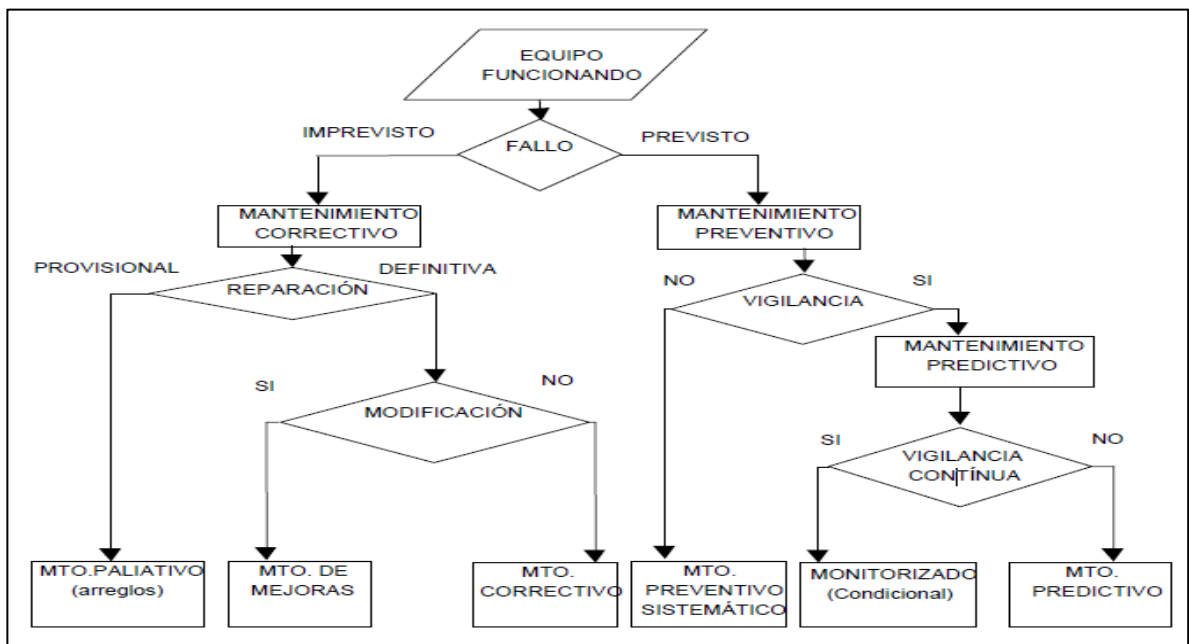 EQUIPO
FUNCIONANDO
IMPREVISTO
FALLO
PREVISTO
MANTENIMIENTO
CORRECTIVO
MANTENIMIENTO
PREVENTIVO
PROVISIONAL
DEFINITIVA
REPARACIÓN
NO
SI
VIGILANCIA
MANTENIMIENTO
PREDICTIVO
SI
NO
MODIFICACIÓN
SI
NO
VIGILANCIA
CONTÍNUA
MTO.PALIATIVO
(arreglos)
MTO. DE
MEJORAS
MTO.
CORRECTIVO
MTO.
PREVENTIVO
SISTEMÁTICO
MONITORIZADO
(Condicional)
MTO.
PREDICTIVO